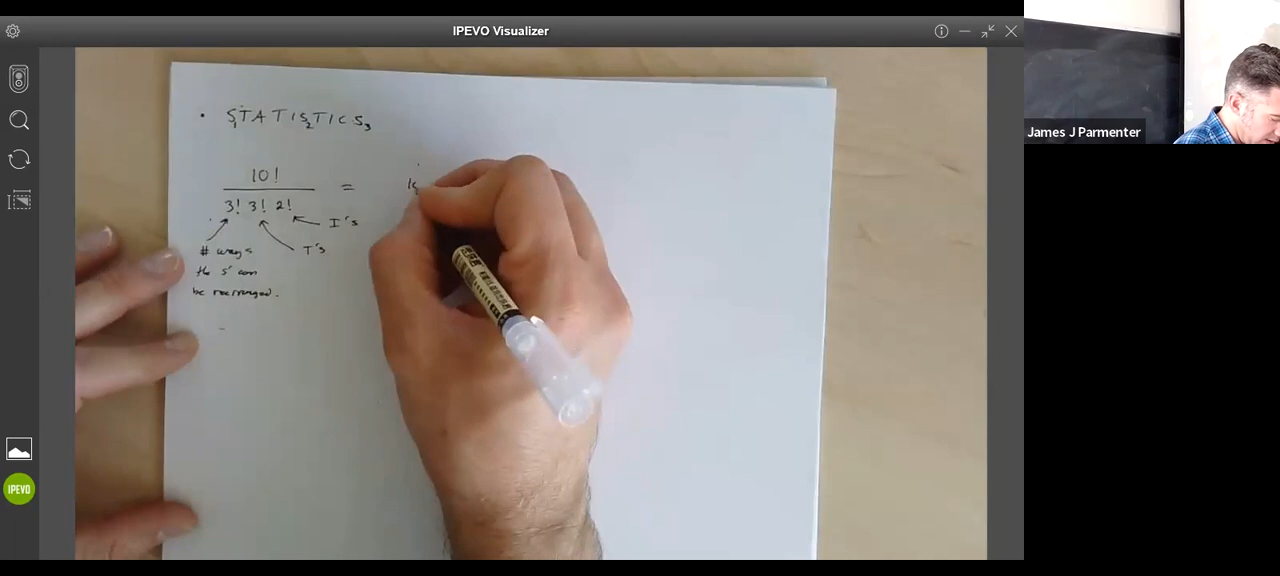 IPEVO Visualizer
James J Parmenter
• S₁TATIS₂TICS₃
10!
3! 3! 2!
=
I's
T's
# ways
the S' can
be rearranged.
IPEVO